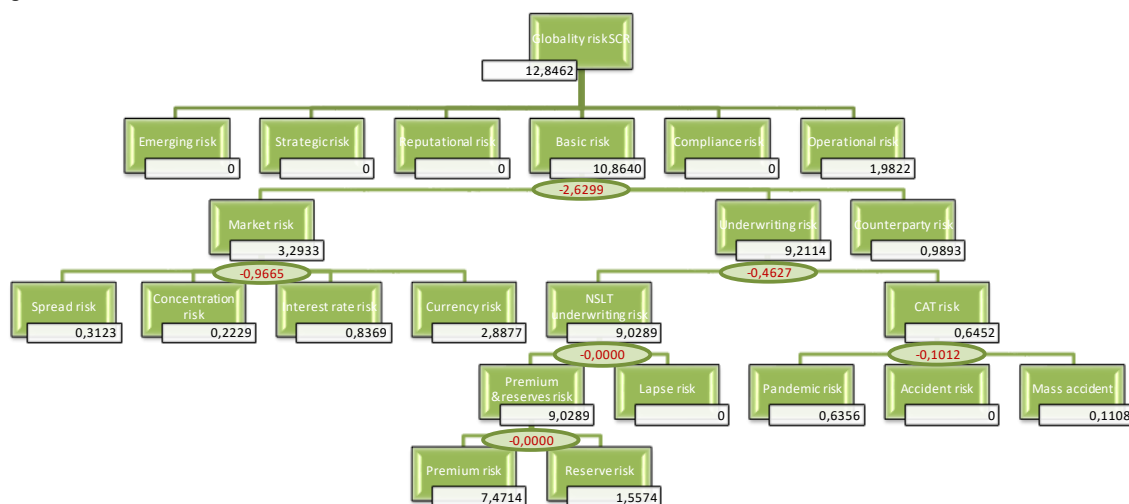 Globality risk SCR
12,8462
Emerging risk
0
Strategic risk
0
Reputational risk
0
Basic risk
10,8640
Compliance risk
0
Operational risk
1,9822
-2,6299
Market risk
3,2933
Underwriting risk
9,2114
Counterparty risk
0,9893
-0,9665
-0,4627
Spread risk
0,3123
Concentration
risk
0,2229
Interest rate risk
0,8369
Currency risk
2,8877
NSLT
underwriting risk
9,0289
CAT risk
0,6452
-0,0000
-0,1012
Premium
&reserves risk
9,0289
Lapse risk
0
Pandemic risk
0,6356
Accident risk
0
Mass accident
0,1108
-0,0000
Premium risk
7,4714
Reserve risk
1,5574